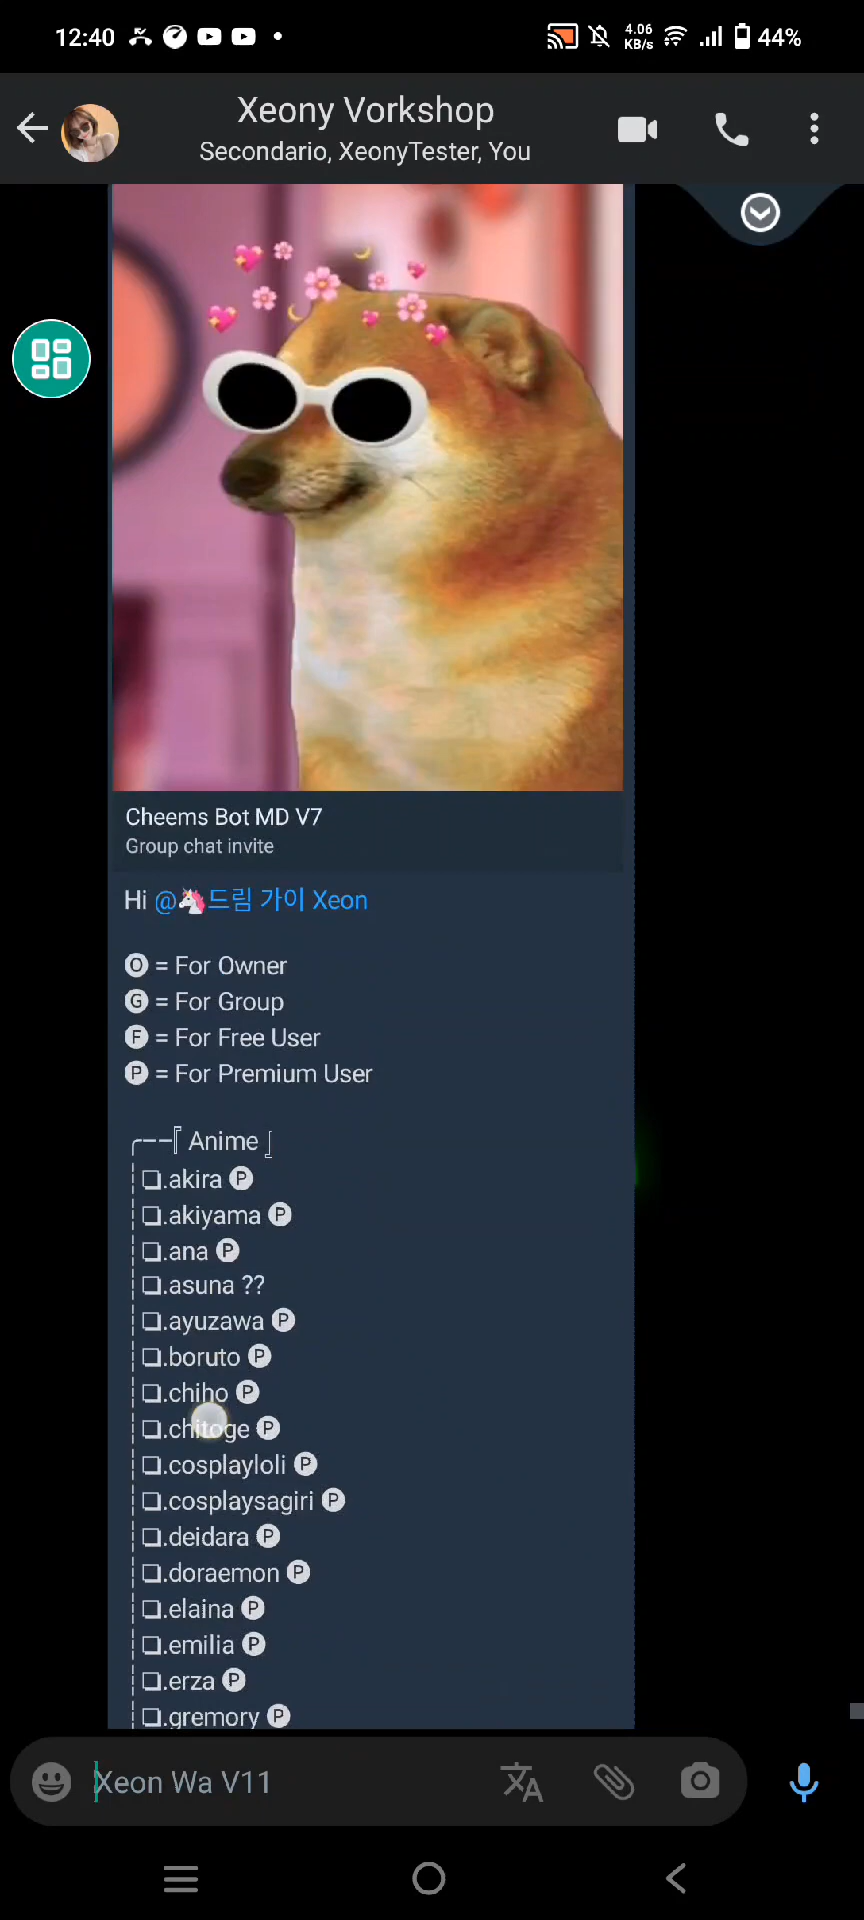 12:40
4.06
KB/s
44%
Xeony Vorkshop
Secondario, XeonyTester, You
Cheems Bot MD V7
Group chat invite
Hi @🦄드림 가이 Xeon
🅞 = For Owner
🅖 = For Group
🅕 = For Free User
🅟 = For Premium User
╭--『 Anime 』
❏.akira 🅟
❏.akiyama 🅟
❏.ana 🅟
❏.asuna ??
❏.ayuzawa 🅟
❏.boruto 🅟
❏.chiho 🅟
❏.chitoge 🅟
❏.cosplayloli 🅟
❏.cosplaysagiri 🅟
❏.deidara 🅟
❏.doraemon 🅟
❏.elaina 🅟
❏.emilia 🅟
❏.erza 🅟
❏.gremory 🅟
Xeon Wa V11